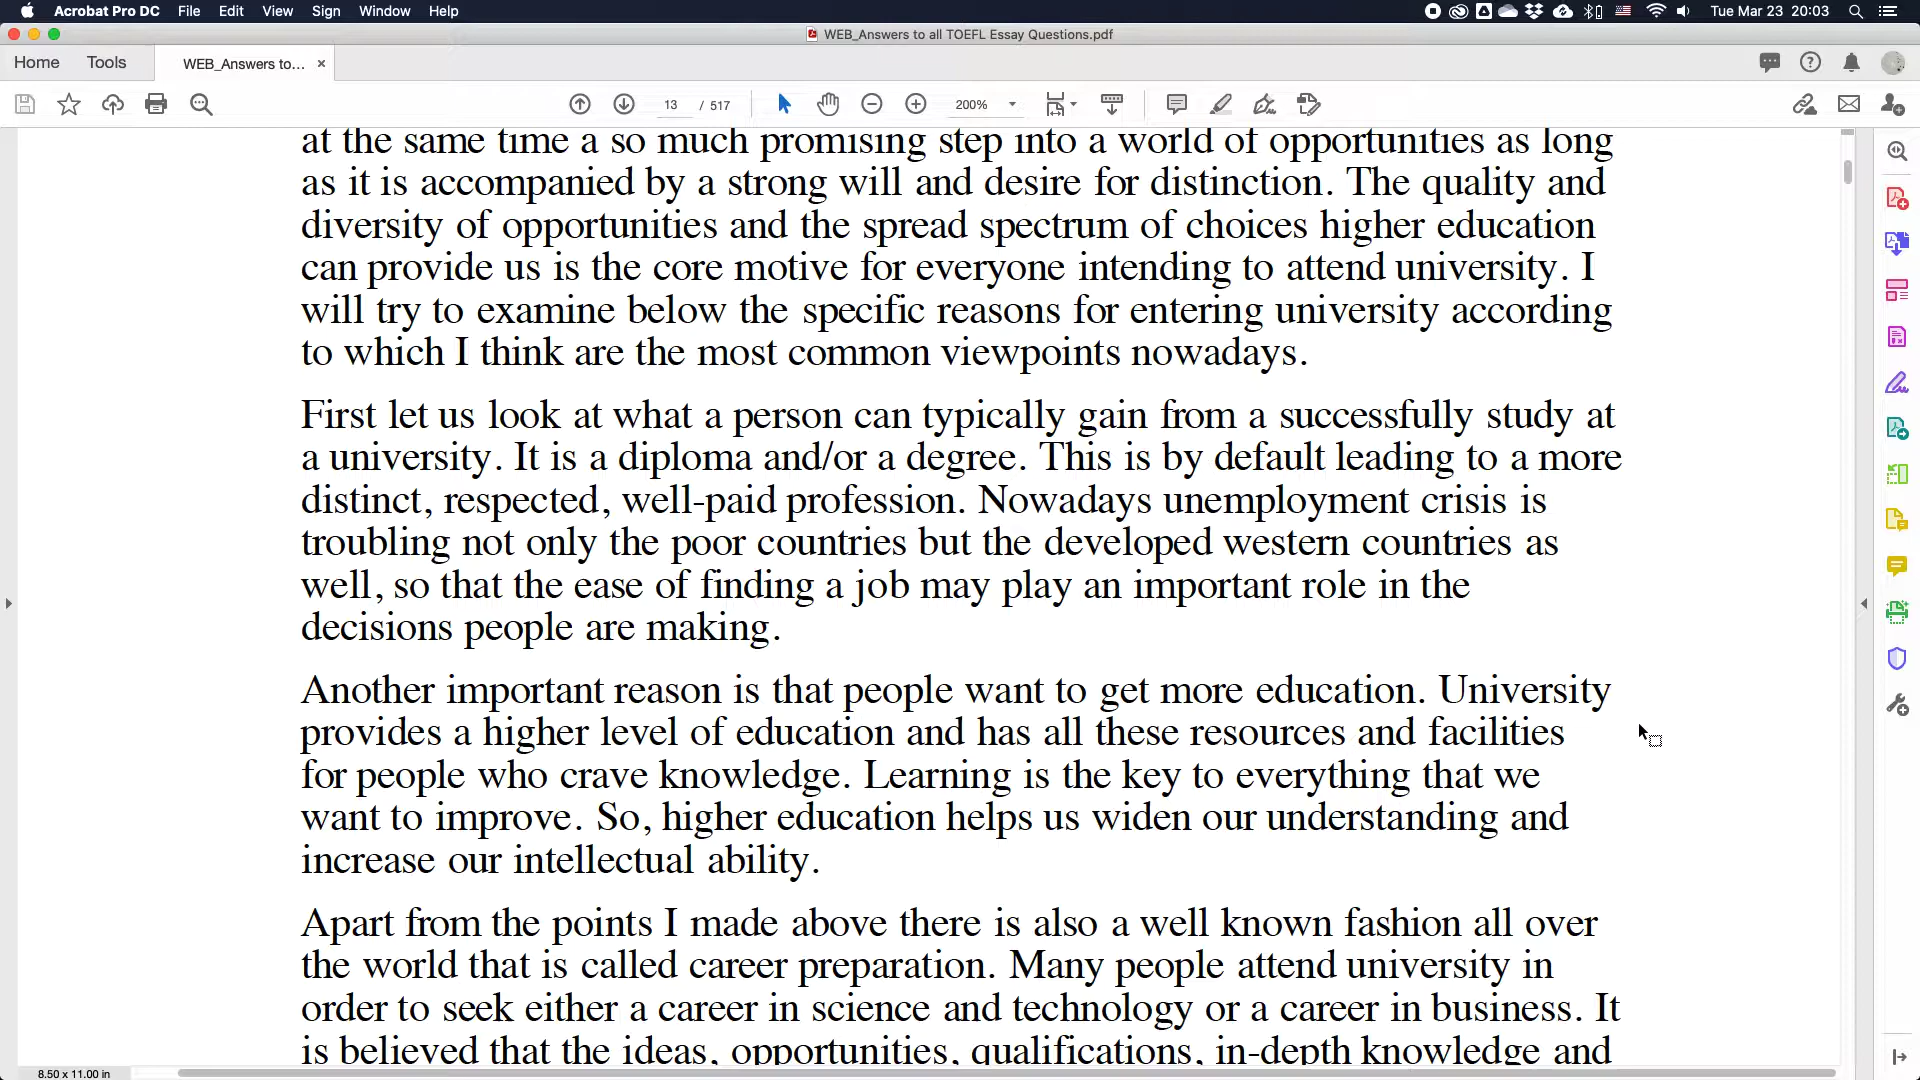 Acrobat Pro DC File Edit View Sign Window Help Tue Mar 23 20:03
WEB_Answers to all TOEFL Essay Questions.pdf
Home Tools WEB_Answers to... ×
13 / 517 200%
at the same time a so much promising step into a world of opportunities as long
as it is accompanied by a strong will and desire for distinction. The quality and
diversity of opportunities and the spread spectrum of choices higher education
can provide us is the core motive for everyone intending to attend university. I
will try to examine below the specific reasons for entering university according
to which I think are the most common viewpoints nowadays.
First let us look at what a person can typically gain from a successfully study at
a university. It is a diploma and/or a degree. This is by default leading to a more
distinct, respected, well-paid profession. Nowadays unemployment crisis is
troubling not only the poor countries but the developed western countries as
well, so that the ease of finding a job may play an important role in the
decisions people are making.
Another important reason is that people want to get more education. University
provides a higher level of education and has all these resources and facilities
for people who crave knowledge. Learning is the key to everything that we
want to improve. So, higher education helps us widen our understanding and
increase our intellectual ability.
Apart from the points I made above there is also a well known fashion all over
the world that is called career preparation. Many people attend university in
order to seek either a career in science and technology or a career in business. It
is believed that the ideas, opportunities, qualifications, in-depth knowledge and
8.50 x 11.00 in